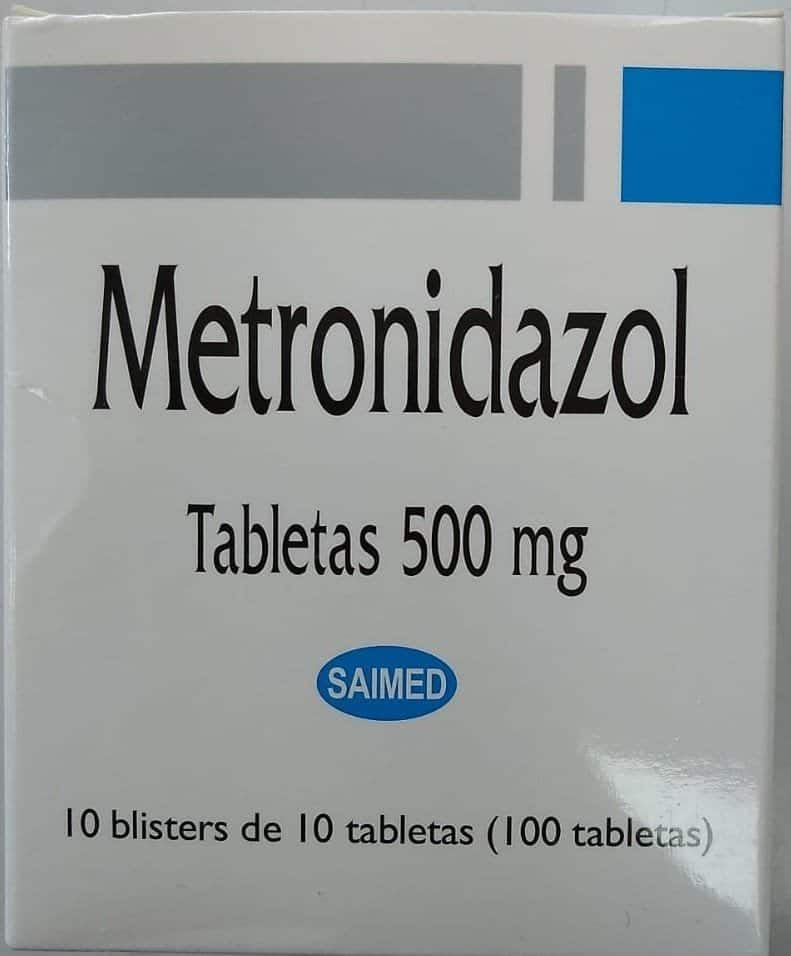 Metronidazol
Tabletas 500 mg
SAIMED
10 blisters de 10 tabletas (100 tabletas)